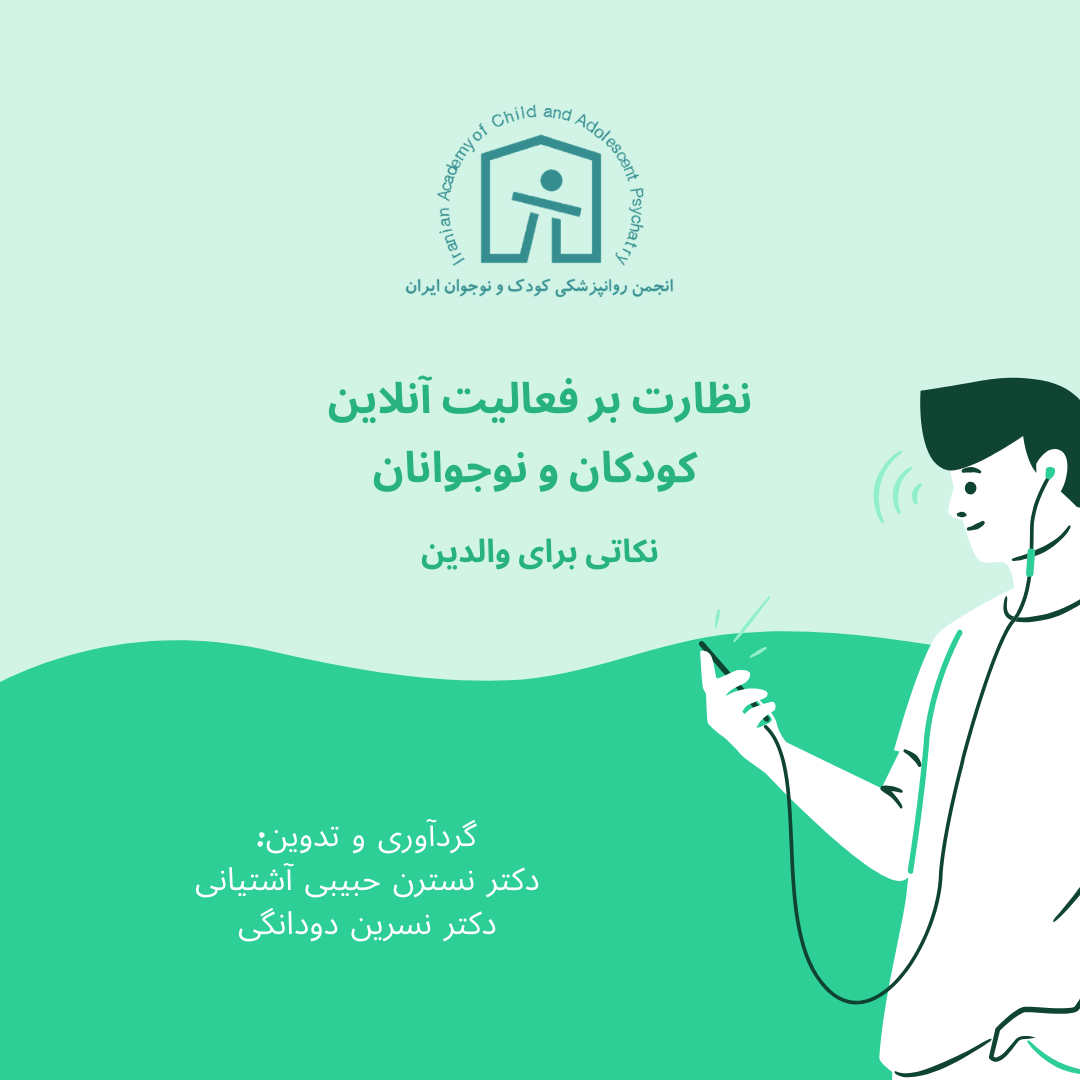 Iranian Academy of Child and Adolescent Psychatry
انجمن روانپزشکی کودک و نوجوان ایران
نظارت بر فعالیت آنلاین
کودکان و نوجوانان
نکاتی برای والدین
گردآوری و تدوین:
دکتر نسترن حبیبی آشتیانی
دکتر نسرین دودانگی